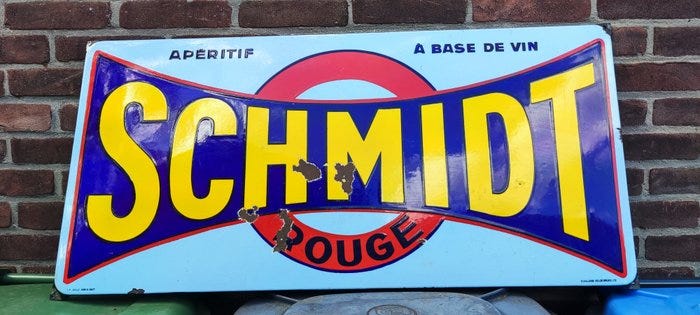 APÉRITIF
À BASE DE VIN
SCHMIDT
ROUGE